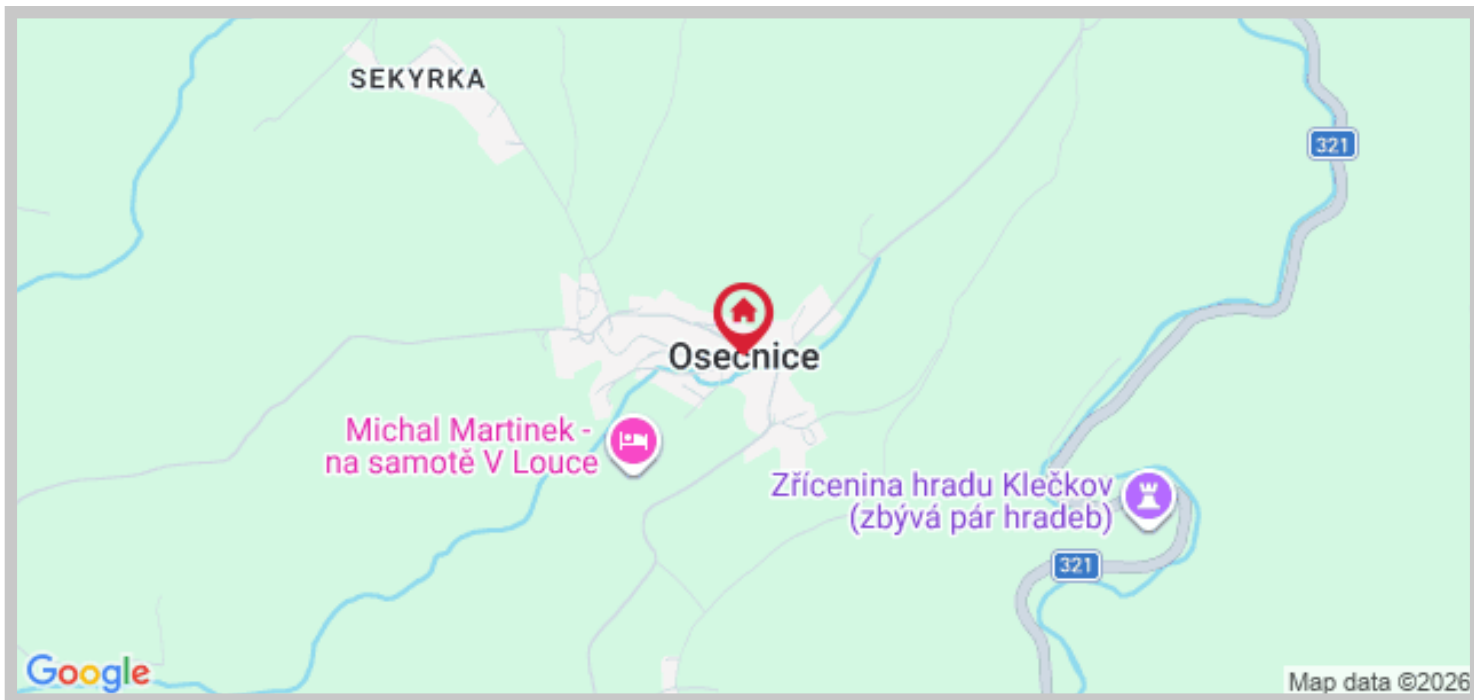 SEKYRKA
321
Osečnice
Michal Martinek -
na samotě V Louce
Zřícenina hradu Klečkov
(zbývá pár hradeb)
321
Google
Map data ©2026